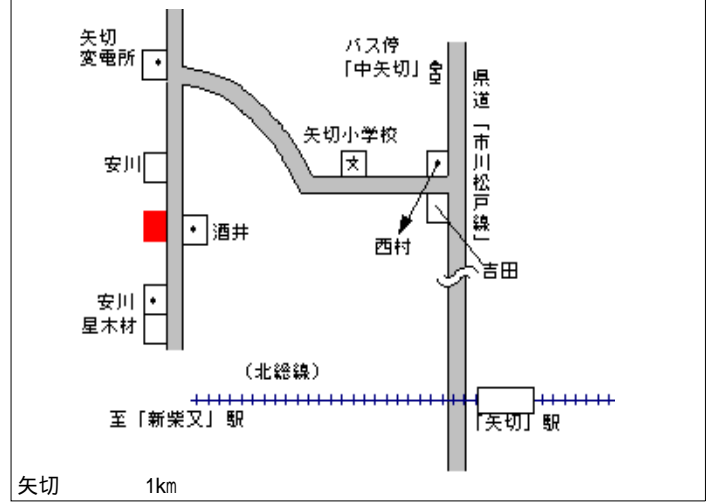 矢切
変電所
バス停
「中矢切」
県道「市川松戸線」
矢切小学校
文
安川
酒井
西村
吉田
安川
星木材
（北総線）
至「新柴又」駅
「矢切」駅
矢切 1km